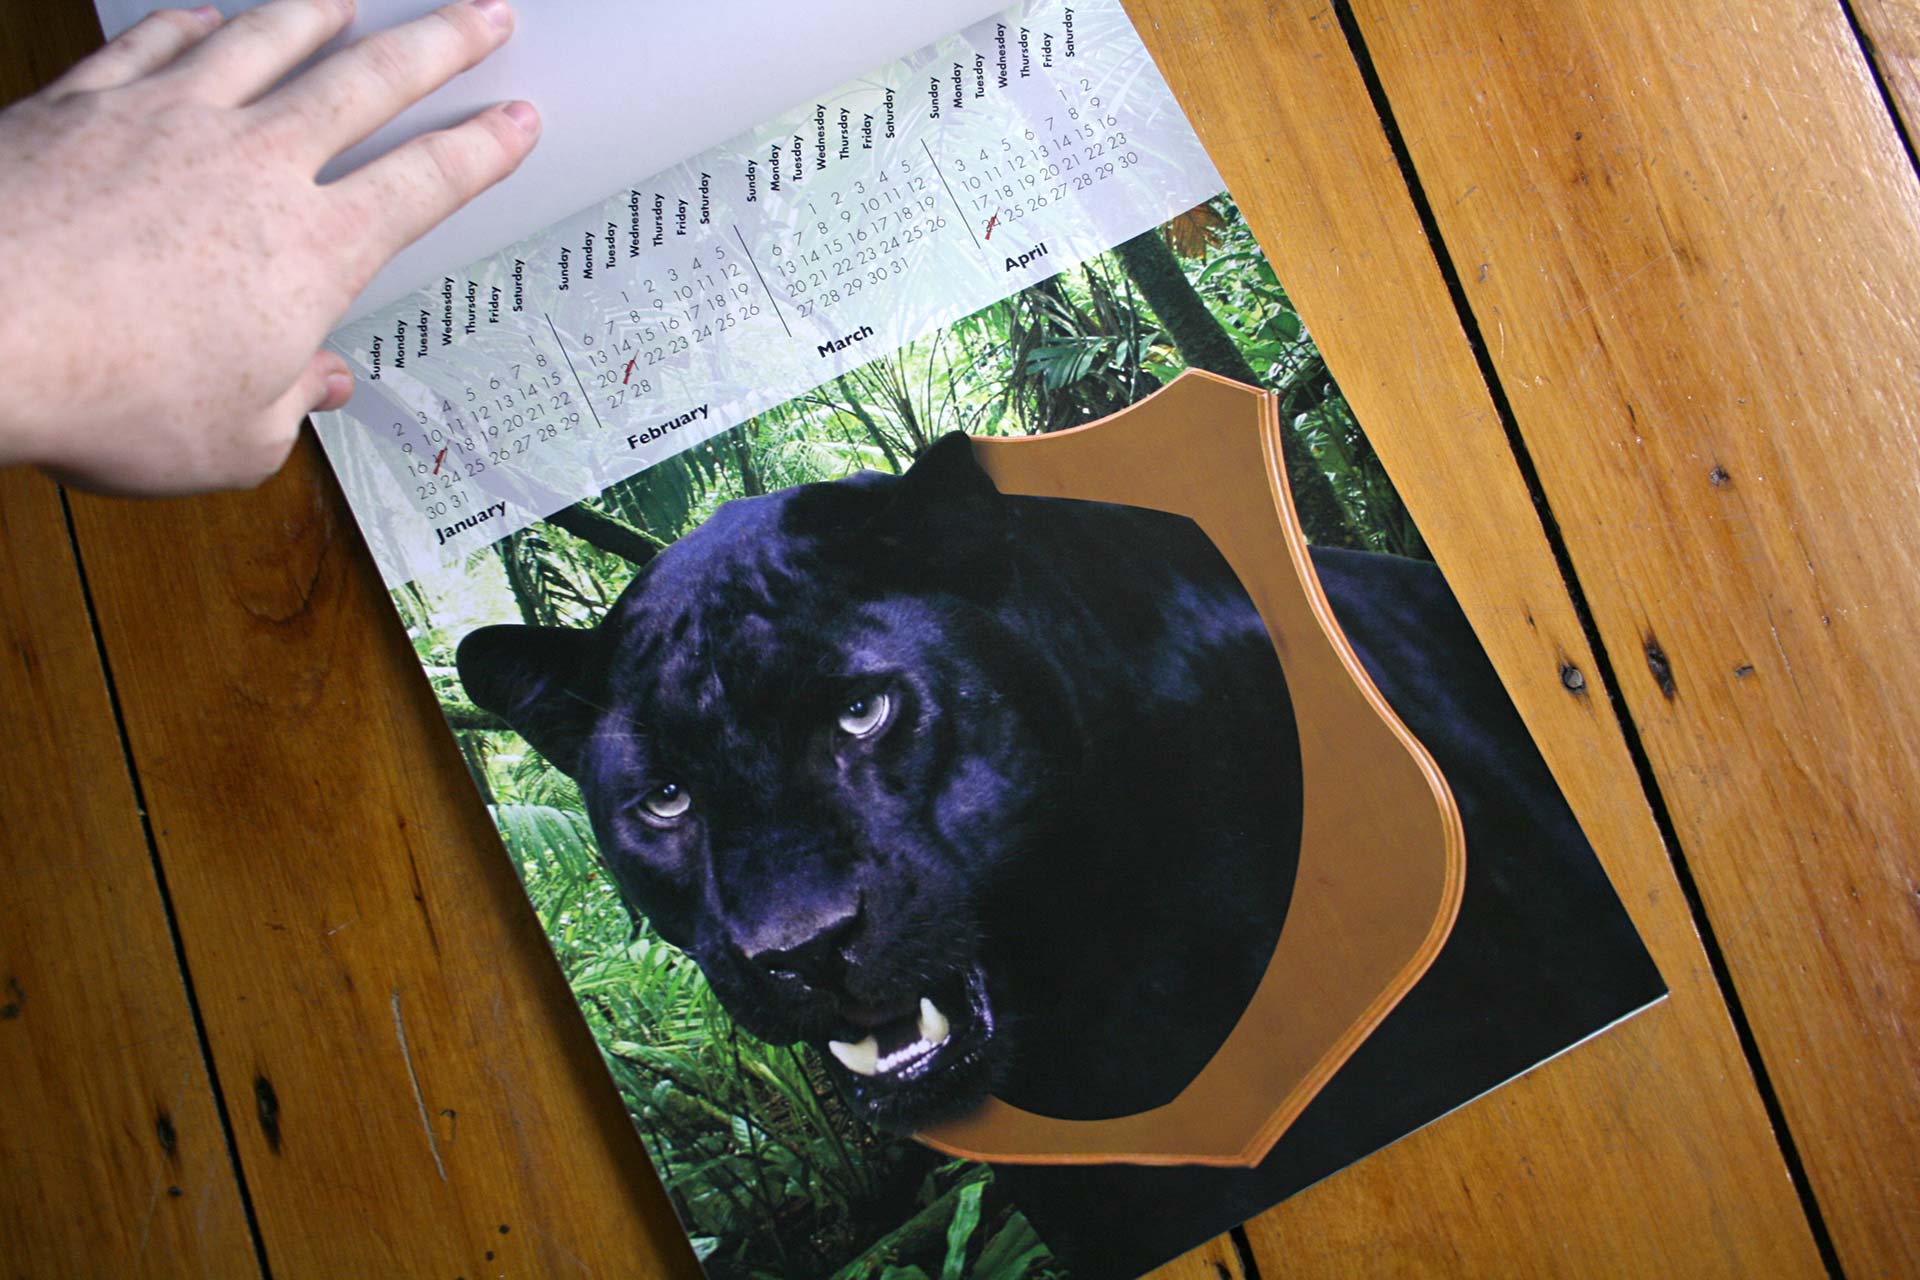 Sunday
Monday
Tuesday
Wednesday
Thursday
Friday
Saturday
1
2 3 4 5 6 7 8
9 10 11 12 13 14 15
16 18 19 20 21 22
23 24 25 26 27 28 29
30 31
January
Sunday
Monday
Tuesday
Wednesday
Thursday
Friday
Saturday
1 2 3 4 5
6 7 8 9 10 11 12
13 14 15 16 17 18 19
20 22 23 24 25 26
27 28
February
Sunday
Monday
Tuesday
Wednesday
Thursday
Friday
Saturday
1 2 3 4 5
6 7 8 9 10 11 12
13 14 15 16 17 18 19
20 21 22 23 24 25 26
27 28 29 30 31
March
Sunday
Monday
Tuesday
Wednesday
Thursday
Friday
Saturday
1 2
3 4 5 6 7 8 9
10 11 12 13 14 15 16
17 18 19 20 21 22 23
25 26 27 28 29 30
April